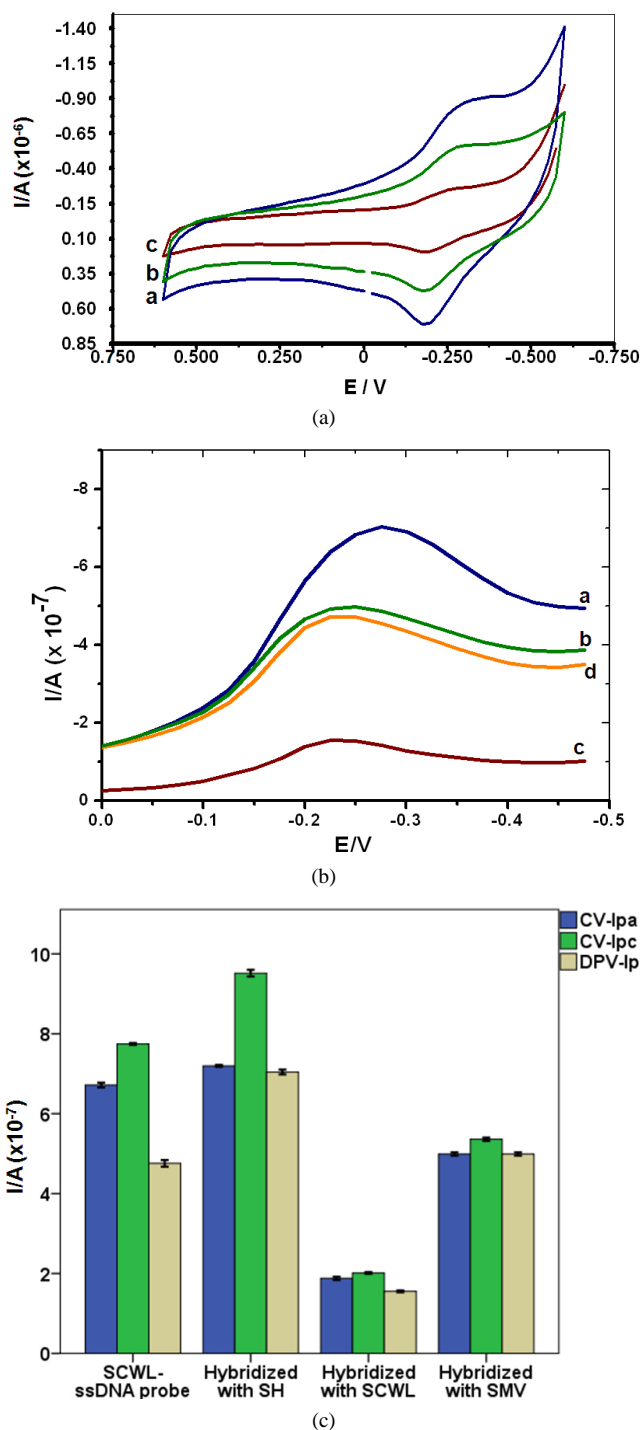 -1.40
-1.15
-0.90
-0.65
-0.40
-0.15
0.10
0.35
0.60
0.85
I/A (x10⁻⁶)
c
b
a
0.750
0.500
0.250
0
-0.250
-0.500
-0.750
E / V
(a)
-8
-6
-4
-2
0
I/A (x 10⁻⁷)
a
b
d
c
0.0
-0.1
-0.2
-0.3
-0.4
-0.5
E/V
(b)
CV-Ipa
CV-Ipc
DPV-Ip
10
8
6
4
2
0
I/A (x10⁻⁷)
SCWL-
ssDNA probe
Hybridized
with SH
Hybridized
with SCWL
Hybridized
with SMV
(c)